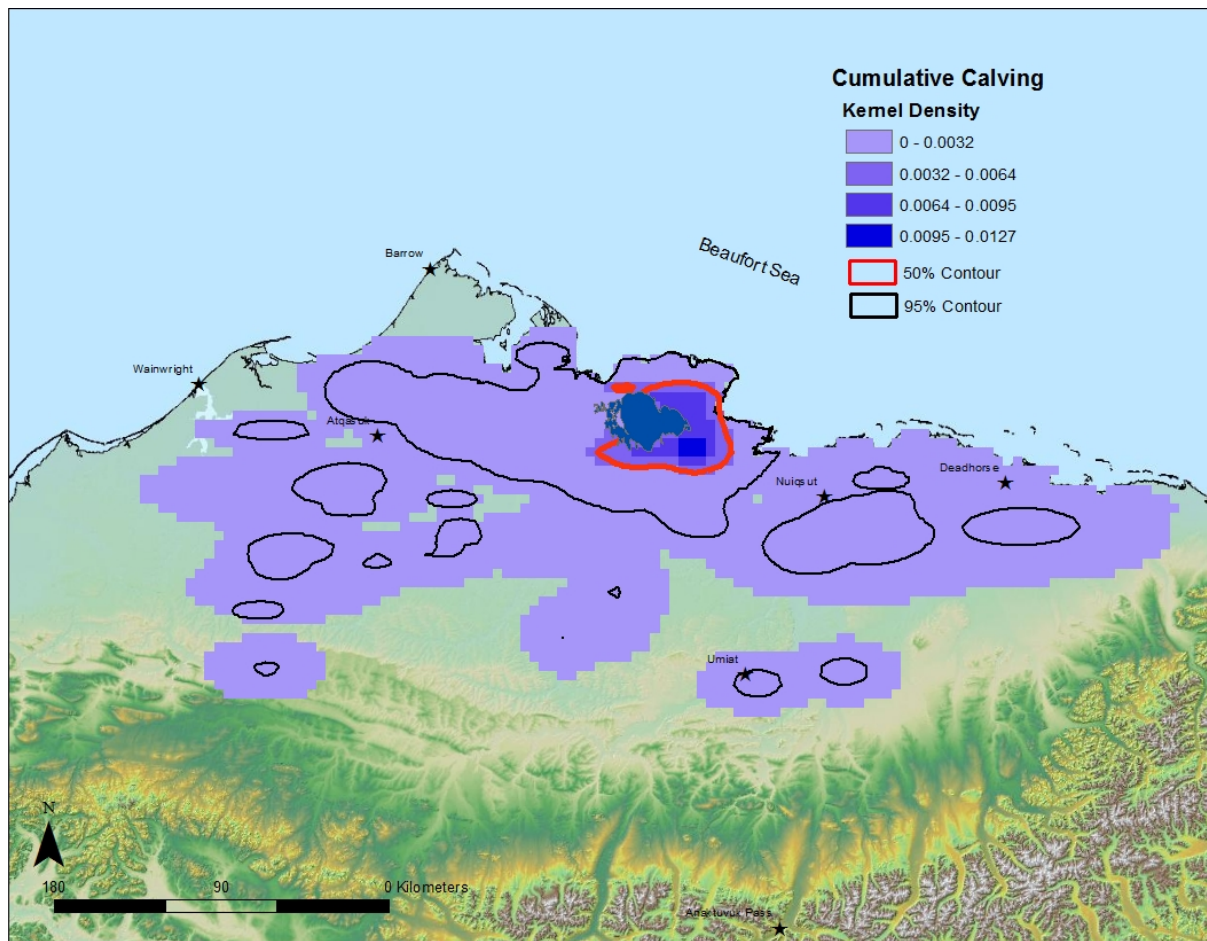 Cumulative Calving
Kernel Density
0 - 0.0032
0.0032 - 0.0064
0.0064 - 0.0095
0.0095 - 0.0127
50% Contour
95% Contour
Beaufort Sea
Barrow
Wainwright
Atqasuk
Nuiqsut
Deadhorse
Umiat
N
180 90 0 Kilometers
Anaktuvuk Pass